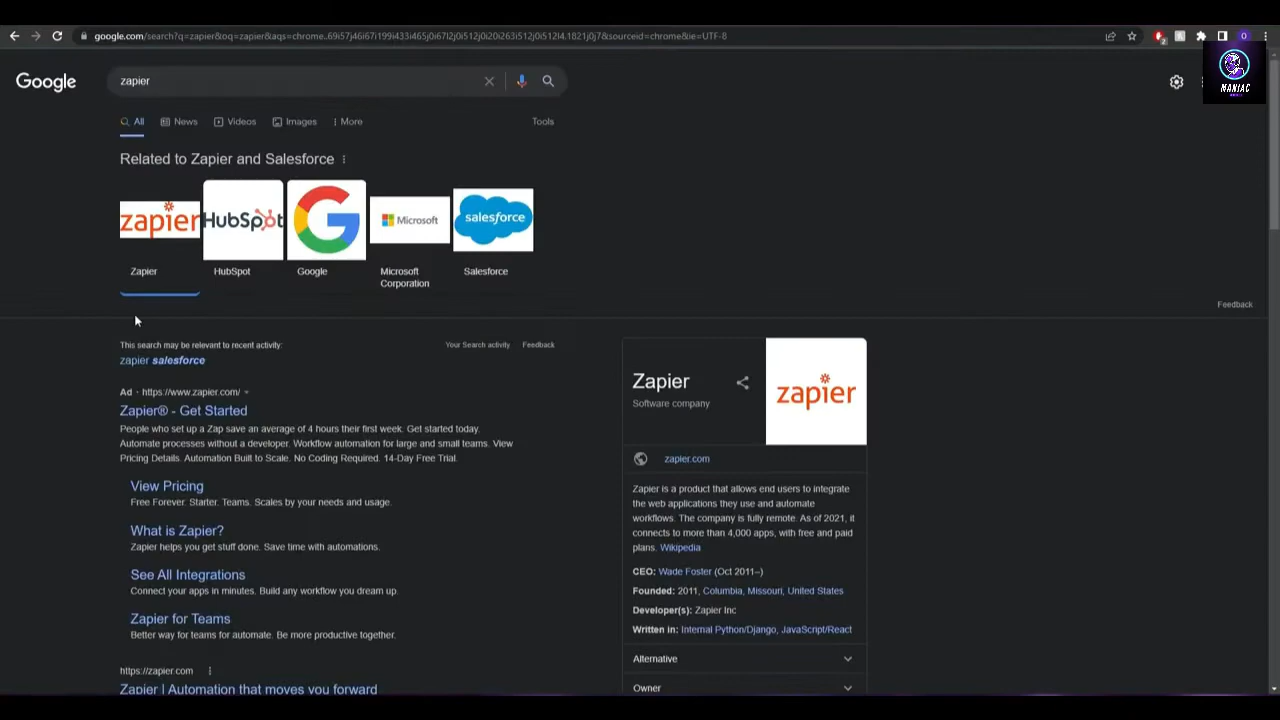 google.com/search?q=zapier&oq=zapier&aqs=chrome..69i57j46i67i199i433i465j0i67l2j0i512j0i20i263i512j0i512l4.1821j0j7&sourceid=chrome&ie=UTF-8
Google
zapier
MANIAC
All
News
Videos
Images
More
Tools
Related to Zapier and Salesforce
zapier
HubSpot
Microsoft
salesforce
Zapier
HubSpot
Google
Microsoft
Corporation
Salesforce
Feedback
This search may be relevant to recent activity:
Your Search activity
Feedback
zapier salesforce
Ad · https://www.zapier.com/
Zapier® - Get Started
People who set up a Zap save an average of 4 hours their first week. Get started today.
Automate processes without a developer. Workflow automation for large and small teams. View
Pricing Details. Automation Built to Scale. No Coding Required. 14-Day Free Trial.
View Pricing
Free Forever. Starter. Teams. Scales by your needs and usage.
What is Zapier?
Zapier helps you get stuff done. Save time with automations.
See All Integrations
Connect your apps in minutes. Build any workflow you dream up.
Zapier for Teams
Better way for teams for automate. Be more productive together.
https://zapier.com
Zapier | Automation that moves you forward
Zapier
Software company
zapier
zapier.com
Zapier is a product that allows end users to integrate
the web applications they use and automate
workflows. The company is fully remote. As of 2021, it
connects to more than 4,000 apps, with free and paid
plans. Wikipedia
CEO: Wade Foster (Oct 2011–)
Founded: 2011, Columbia, Missouri, United States
Developer(s): Zapier Inc
Written in: Internal Python/Django, JavaScript/React
Alternative
Owner